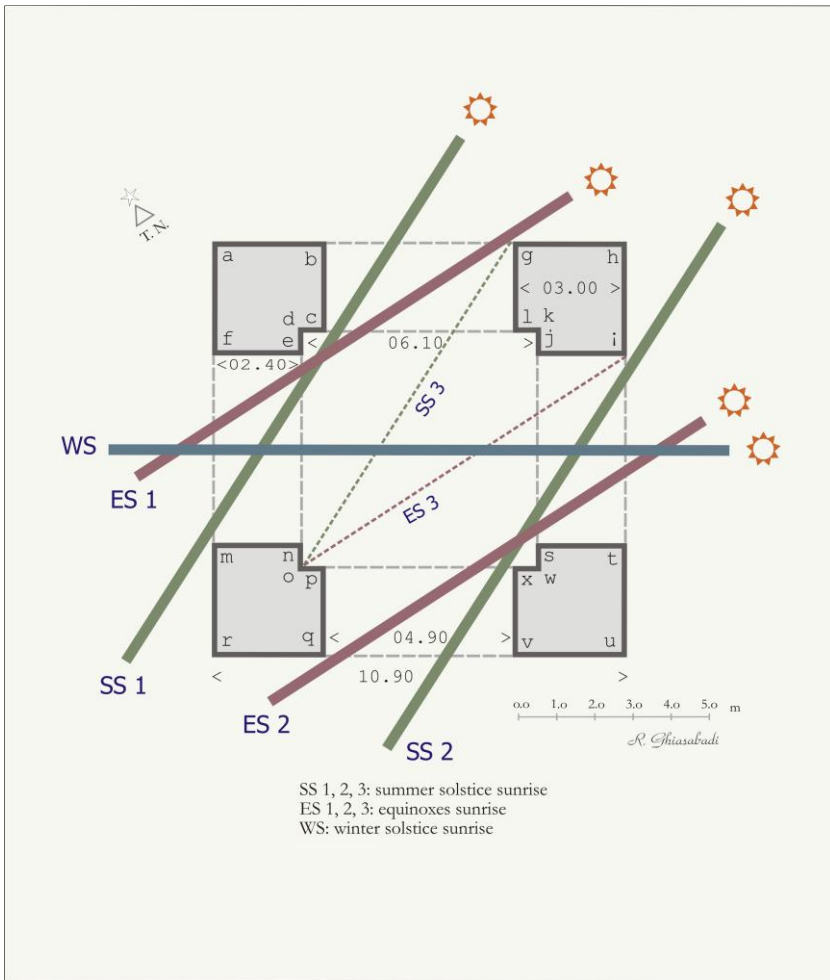 T. N.
a
b
g
h
< 03.00 >
d
c
l
k
f
e
<
06.10
>
j
i
<02.40>
SS 3
WS
ES 1
ES 3
m
n
s
t
o
p
x
w
r
q
<
04.90
>
v
u
<
10.90
>
SS 1
ES 2
SS 2
0.0 1.0 2.0 3.0 4.0 5.0 m
R. Ghiasabadi
SS 1, 2, 3: summer solstice sunrise
ES 1, 2, 3: equinoxes sunrise
WS: winter solstice sunrise